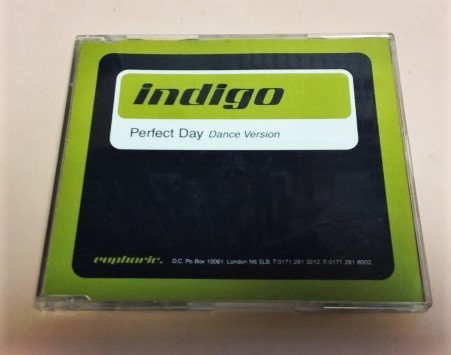 indigo
Perfect Day Dance Version
euphoric. D.C. Po Box 10061. London N6 5LB. T:0171 281 3212. F:0171 281 8002.